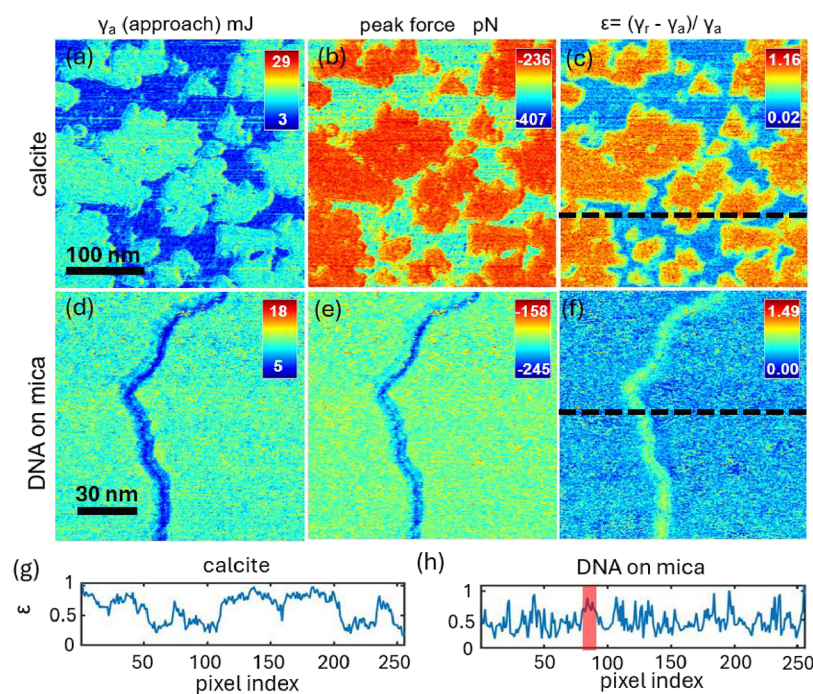 γa (approach) mJ peak force pN ε= (γr - γa)/ γa
(a) 29 3 (b) -236 -407 (c) 1.16 0.02
calcite
100 nm
(d) 18 5 (e) -158 -245 (f) 1.49 0.00
DNA on mica
30 nm
(g) calcite (h) DNA on mica
ε 1 0.5 0 1 0.5 0
50 100 150 200 250 50 100 150 200 250
pixel index pixel index